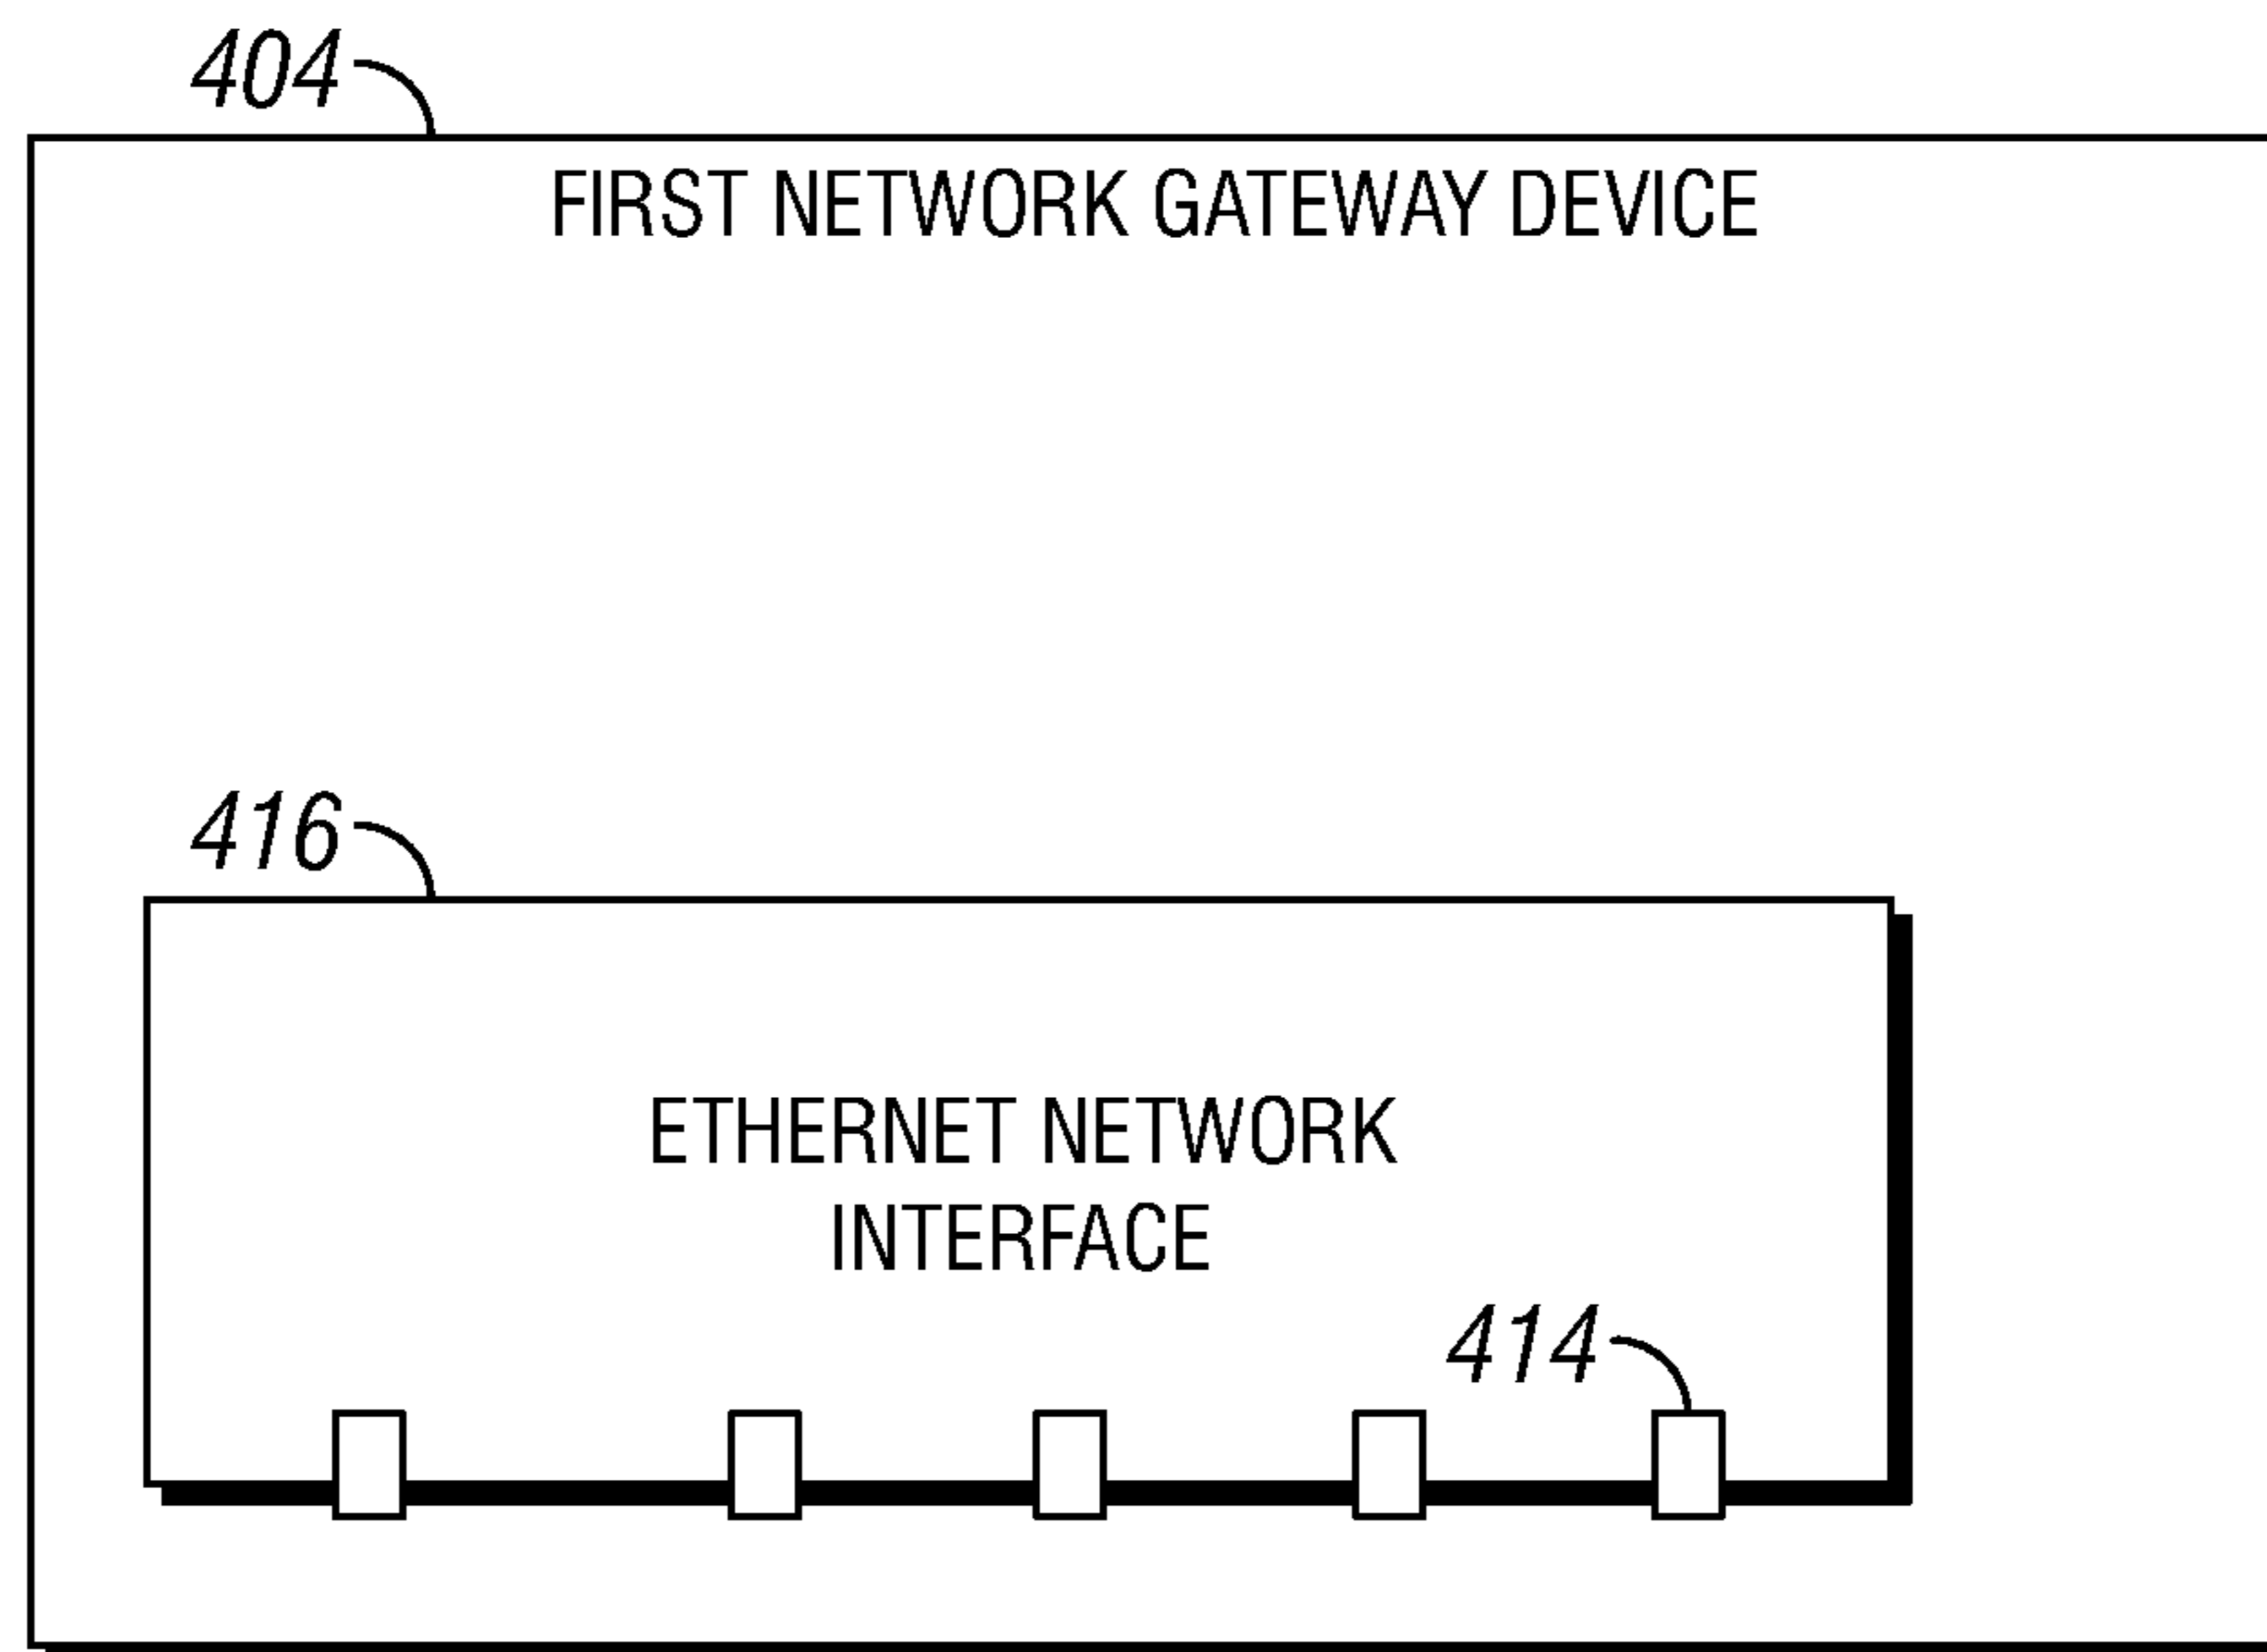 404
FIRST NETWORK GATEWAY DEVICE
416
ETHERNET NETWORK
INTERFACE
414